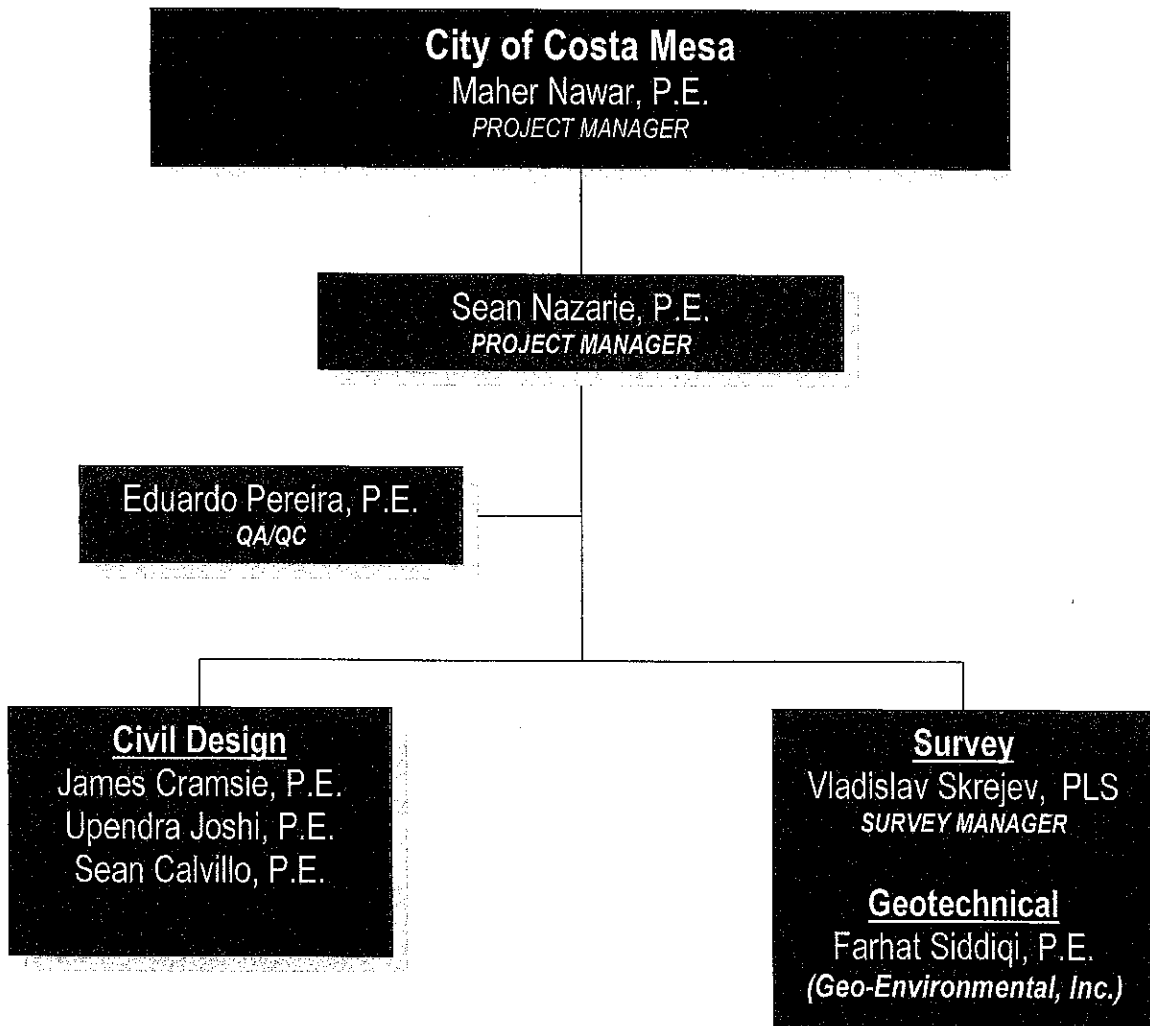 City of Costa Mesa
Maher Nawar, P.E.
PROJECT MANAGER
Sean Nazarie, P.E.
PROJECT MANAGER
Eduardo Pereira, P.E.
QA/QC
Civil Design
James Cramsie, P.E.
Upendra Joshi, P.E.
Sean Calvillo, P.E.
Survey
Vladislav Skrejev, PLS
SURVEY MANAGER
Geotechnical
Farhat Siddiqi, P.E.
(Geo-Environmental, Inc.)